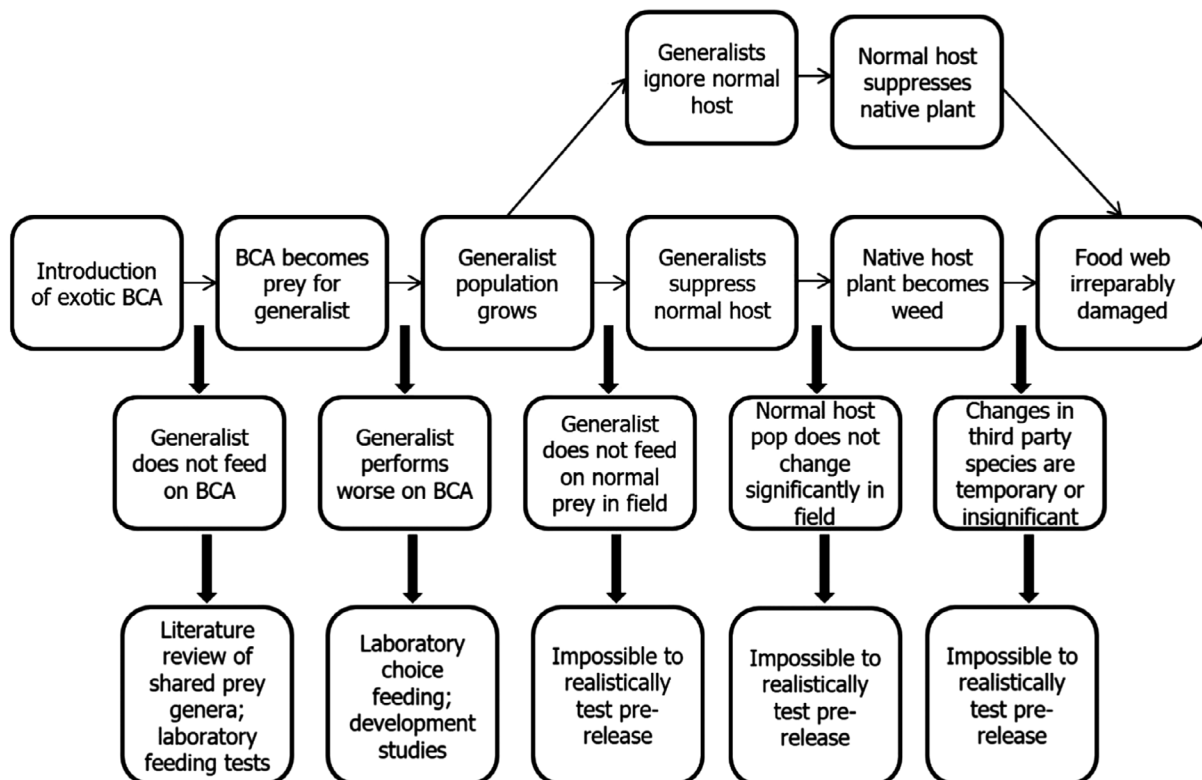 Generalists
ignore normal
host
Normal host
suppresses
native plant
Introduction
of exotic BCA
BCA becomes
prey for
generalist
Generalist
population
grows
Generalists
suppress
normal host
Native host
plant becomes
weed
Food web
irreparably
damaged
Generalist
does not feed
on BCA
Generalist
performs
worse on BCA
Generalist does
not feed on
normal prey in
field
Normal host
pop does not
change
significantly in
field
Changes in
third party
species are
temporary or
insignificant
Literature
review of
shared prey
genera;
laboratory
feeding tests
Laboratory
choice
feeding;
development
studies
Impossible to
realistically
test pre-
release
Impossible to
realistically
test pre-
release
Impossible to
realistically
test pre-
release